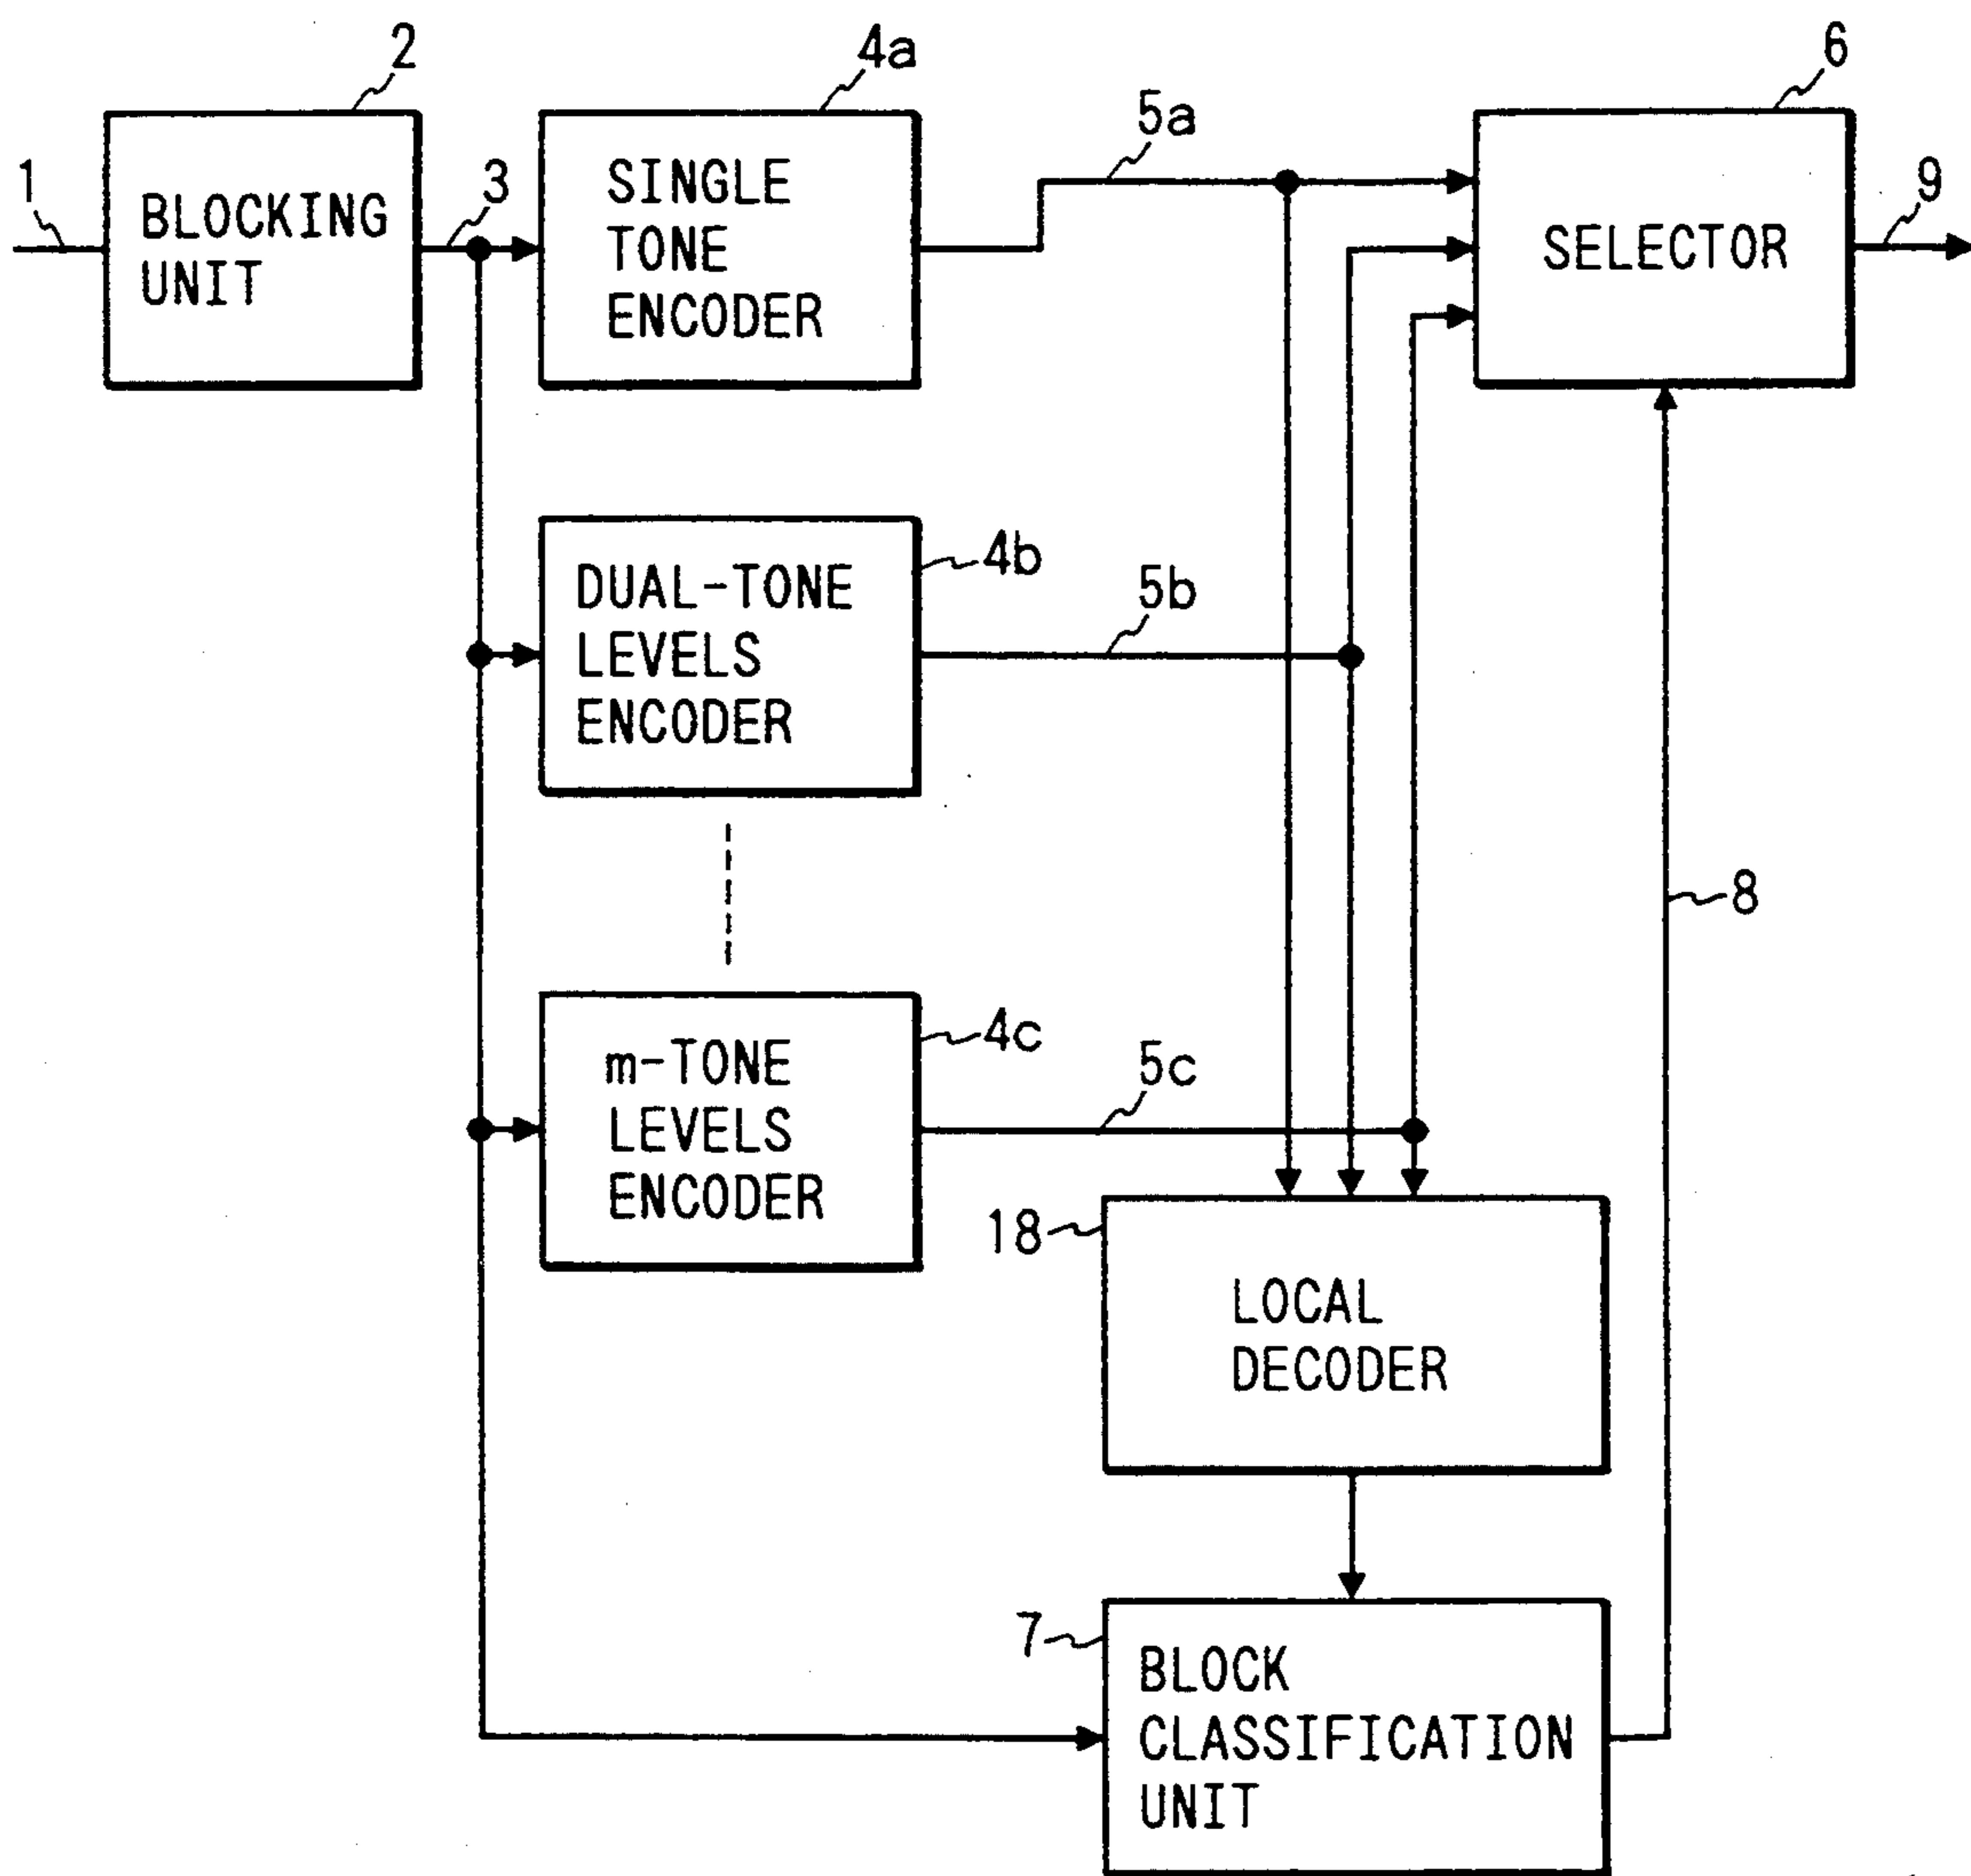 2
4a
6
1
BLOCKING
UNIT
3
SINGLE
TONE
ENCODER
5a
SELECTOR
9
DUAL-TONE
LEVELS
ENCODER
4b
5b
8
m-TONE
LEVELS
ENCODER
4c
5c
18
LOCAL
DECODER
7
BLOCK
CLASSIFICATION
UNIT